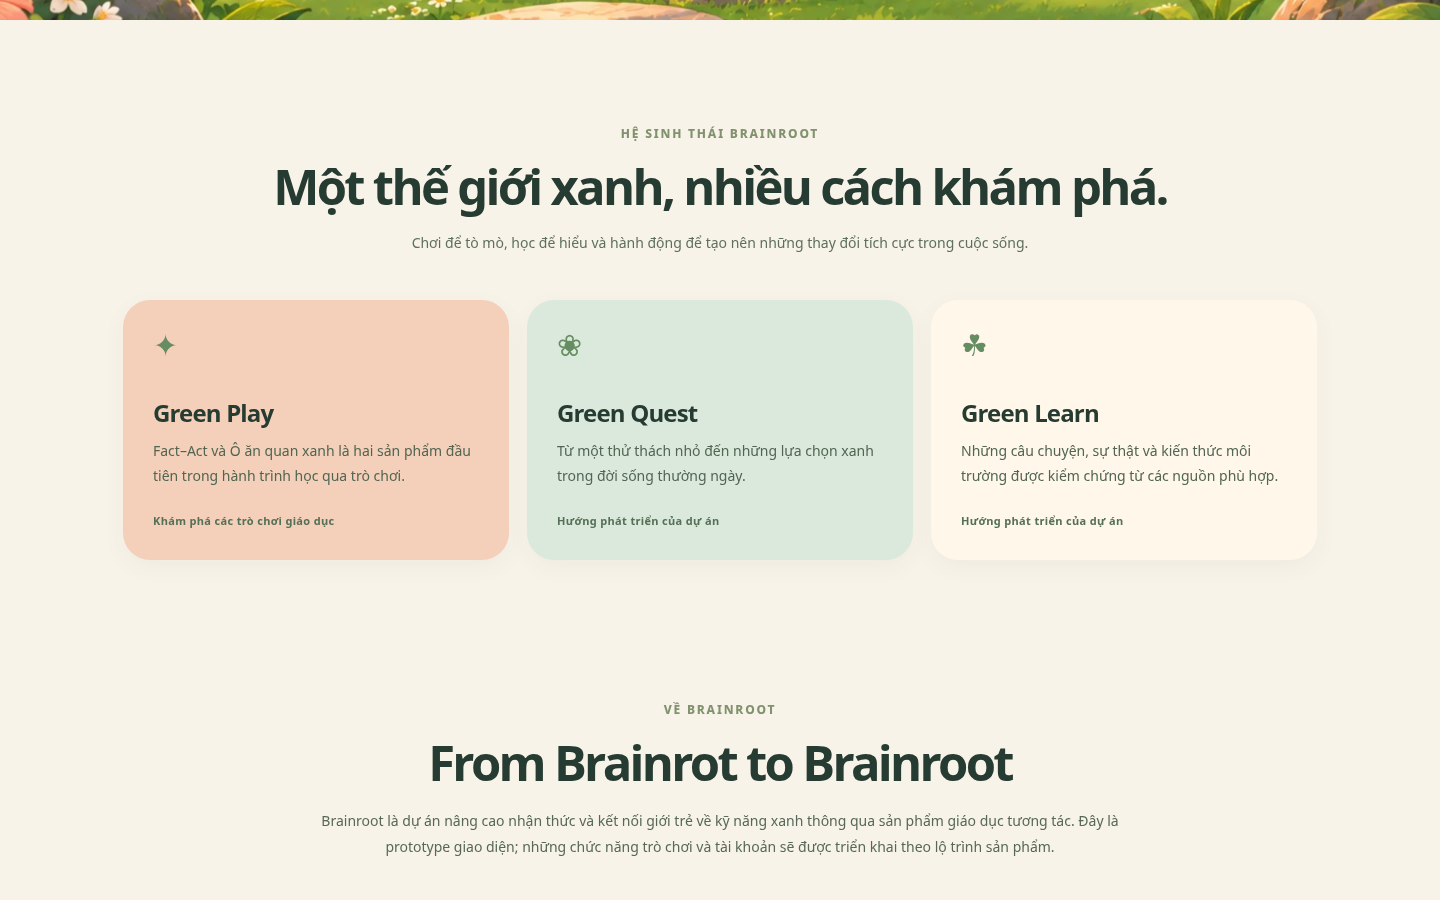 HỆ SINH THÁI BRAINROOT
Một thế giới xanh, nhiều cách khám phá.
Chơi để tò mò, học để hiểu và hành động để tạo nên những thay đổi tích cực trong cuộc sống.
Green Play
Fact–Act và Ô ăn quan xanh là hai sản phẩm đầu
tiên trong hành trình học qua trò chơi.
Khám phá các trò chơi giáo dục
Green Quest
Từ một thử thách nhỏ đến những lựa chọn xanh
trong đời sống thường ngày.
Hướng phát triển của dự án
Green Learn
Những câu chuyện, sự thật và kiến thức môi
trường được kiểm chứng từ các nguồn phù hợp.
Hướng phát triển của dự án
VỀ BRAINROOT
From Brainrot to Brainroot
Brainroot là dự án nâng cao nhận thức và kết nối giới trẻ về kỹ năng xanh thông qua sản phẩm giáo dục tương tác. Đây là
prototype giao diện; những chức năng trò chơi và tài khoản sẽ được triển khai theo lộ trình sản phẩm.